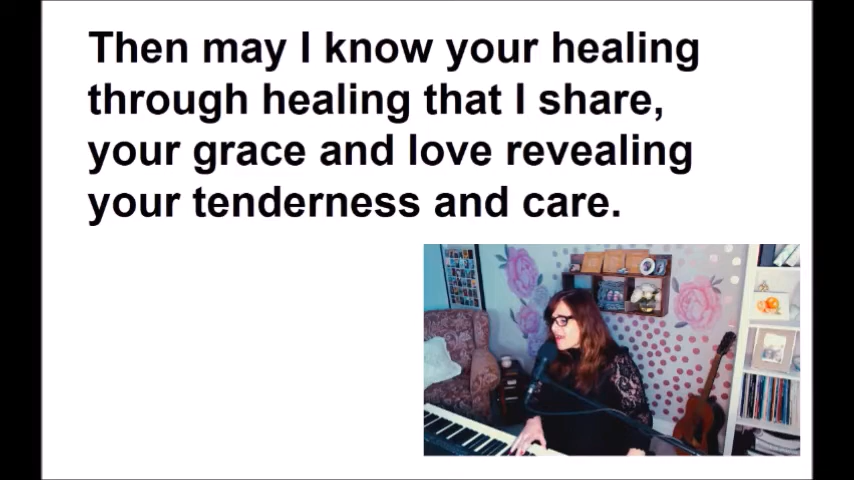 Then may I know your healing
through healing that I share,
your grace and love revealing
your tenderness and care.